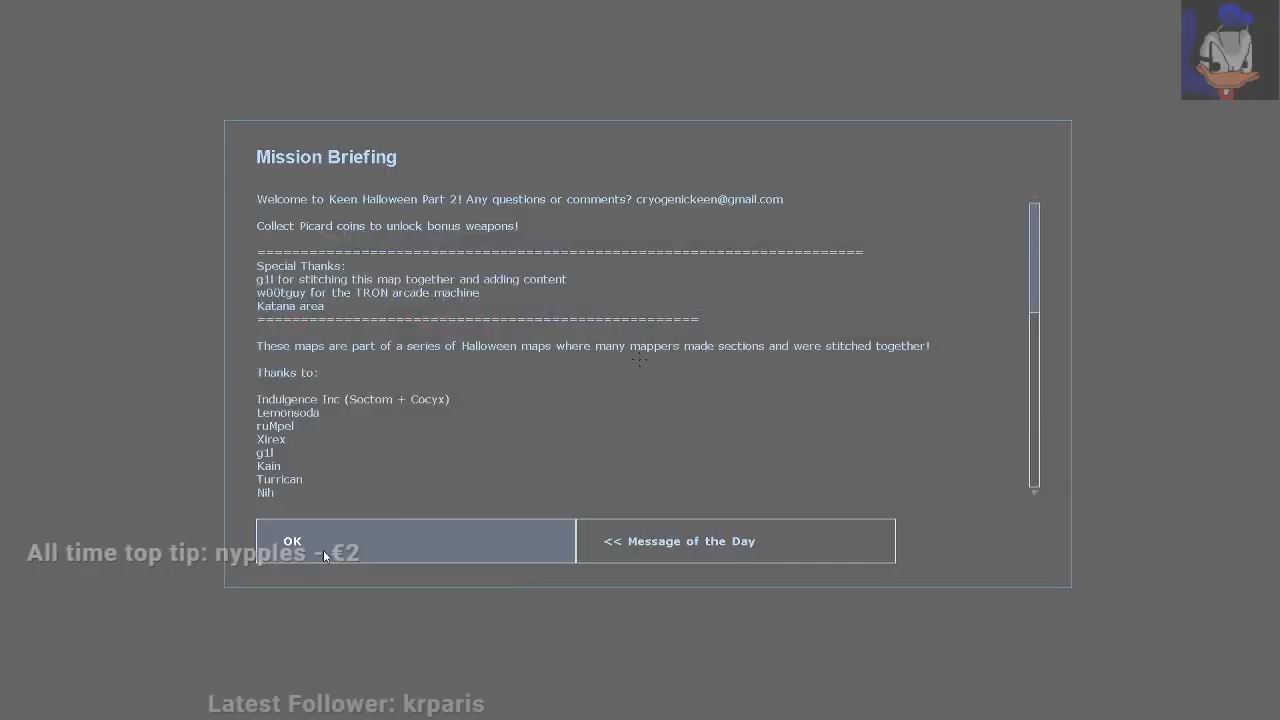 Mission Briefing
Welcome to Keen Halloween Part 2! Any questions or comments? cryogenickeen@gmail.com
Collect Picard coins to unlock bonus weapons!
======================================================================
Special Thanks:
g1l for stitching this map together and adding content
w00tguy for the TRON arcade machine
Katana area
===================================================
These maps are part of a series of Halloween maps where many mappers made sections and were stitched together!
Thanks to:
Indulgence Inc (Soctom + Cocyx)
Lemonsoda
ruMpel
Xirex
g1l
Kain
Turrican
Nih
OK
<< Message of the Day
All time top tip: nypples - €2
Latest Follower: krparis